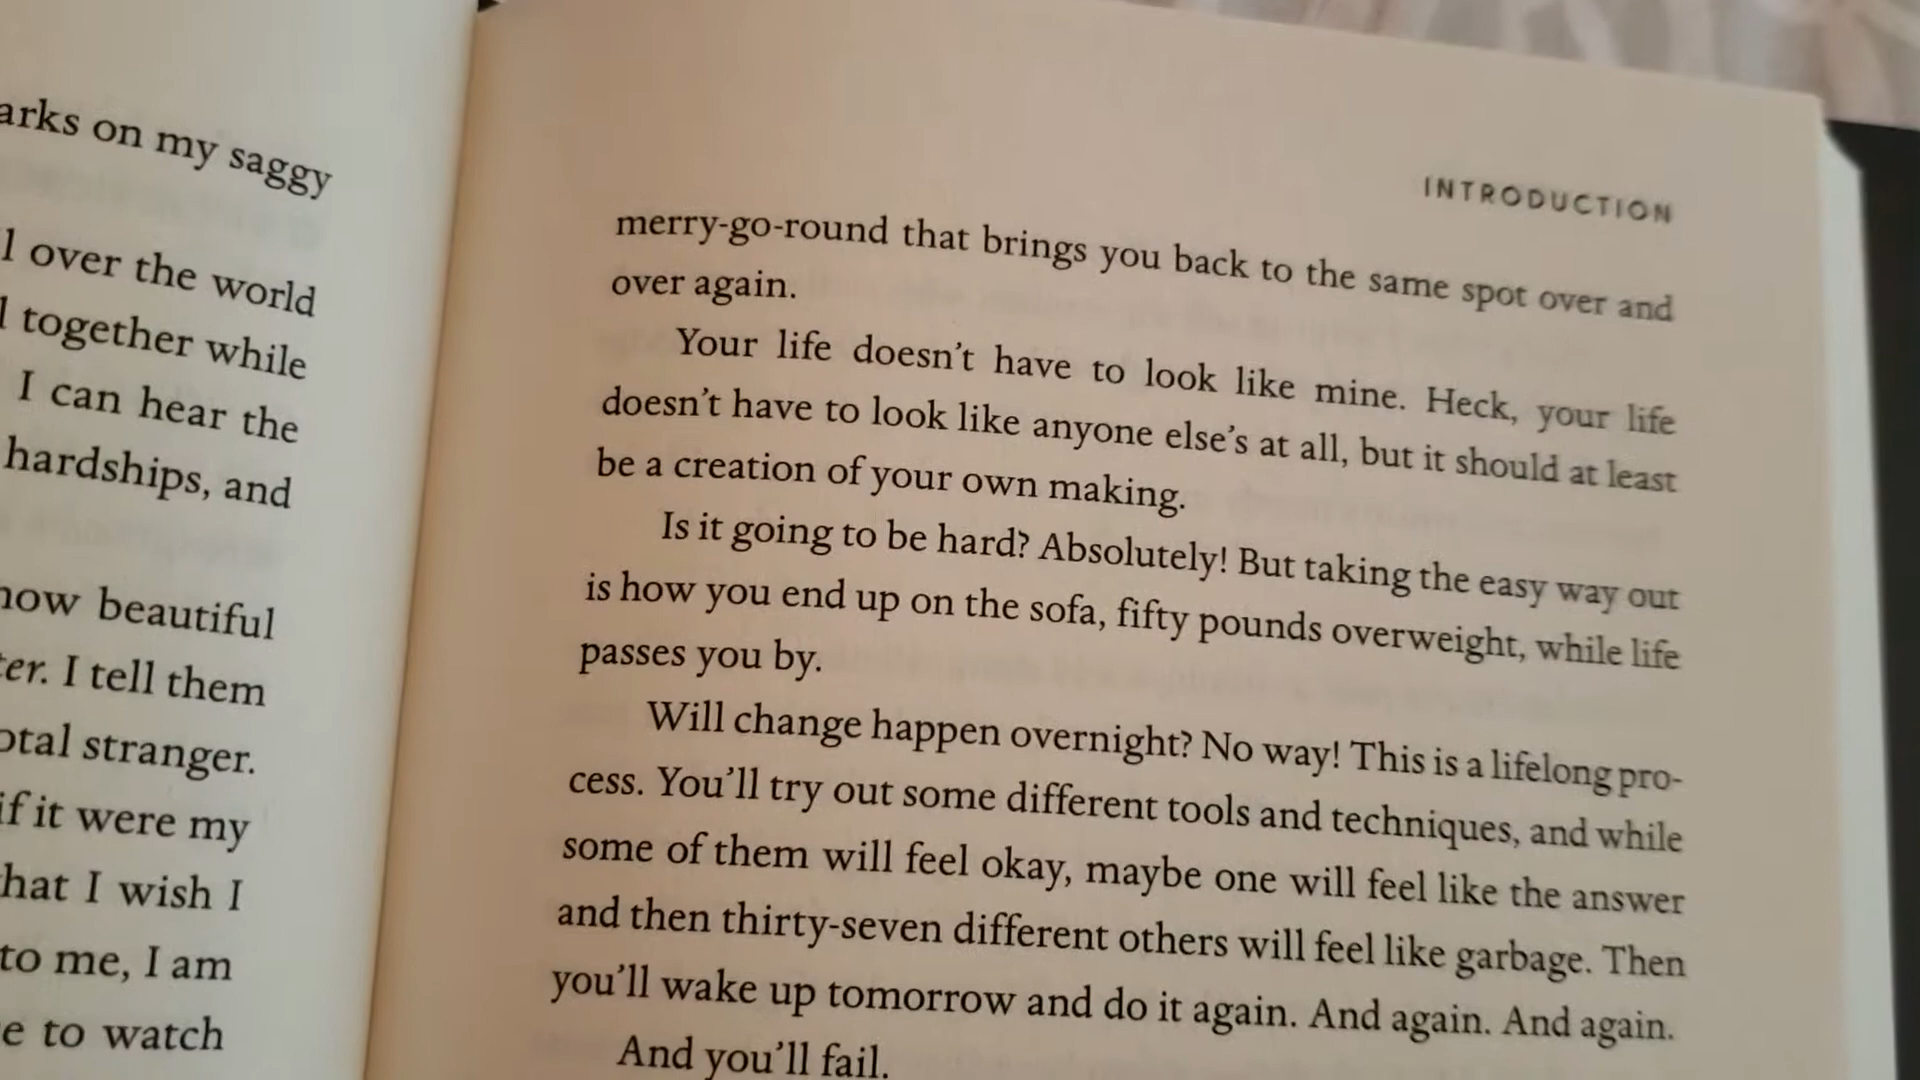 arks on my saggy
l over the world
l together while
I can hear the
hardships, and
how beautiful
ter. I tell them
otal stranger.
if it were my
hat I wish I
to me, I am
e to watch
INTRODUCTION
merry-go-round that brings you back to the same spot over and
over again.
Your life doesn’t have to look like mine. Heck, your life
doesn’t have to look like anyone else’s at all, but it should at least
be a creation of your own making.
Is it going to be hard? Absolutely! But taking the easy way out
is how you end up on the sofa, fifty pounds overweight, while life
passes you by.
Will change happen overnight? No way! This is a lifelong pro-
cess. You’ll try out some different tools and techniques, and while
some of them will feel okay, maybe one will feel like the answer
and then thirty-seven different others will feel like garbage. Then
you’ll wake up tomorrow and do it again. And again. And again.
And you’ll fail.